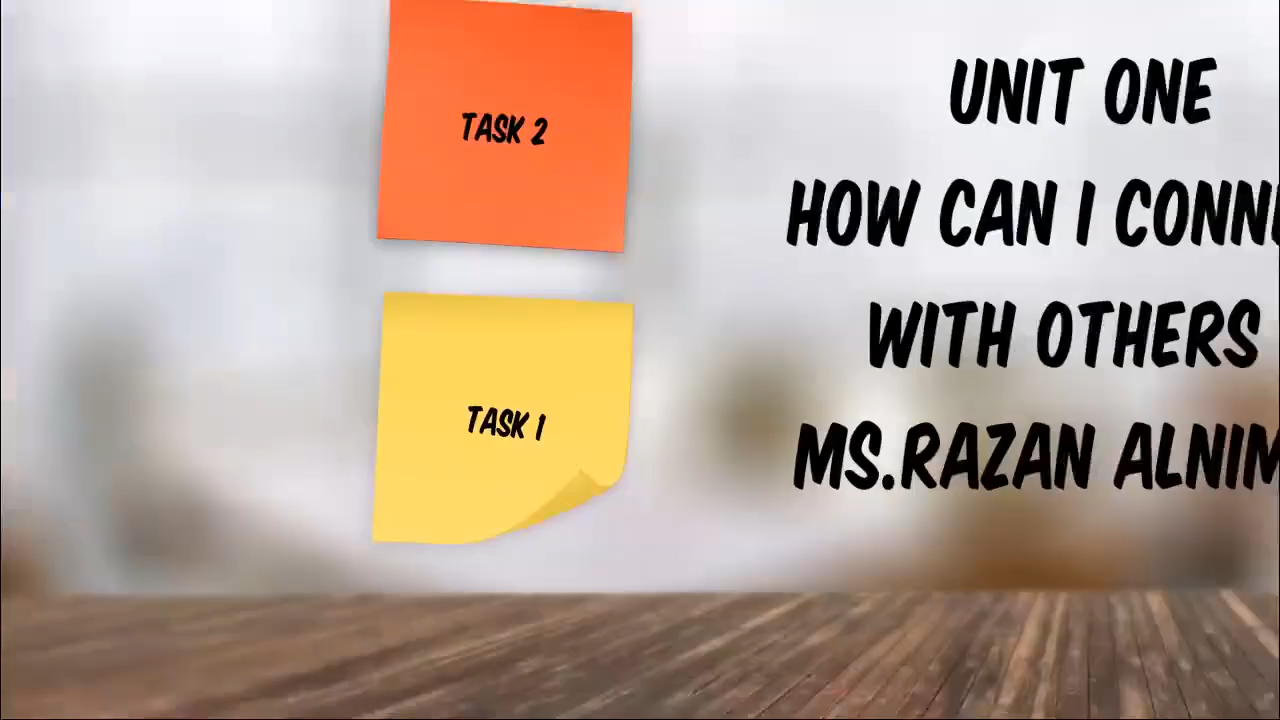 TASK 2
TASK 1
UNIT ONE
HOW CAN I
WITH OTHERS
MS.RAZAN